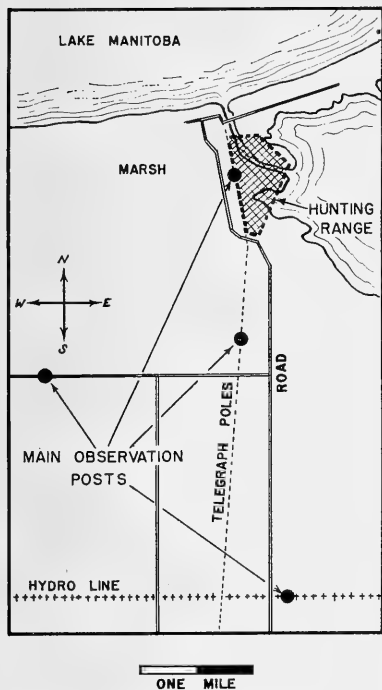 LAKE MANITOBA
MARSH
HUNTING
RANGE
N
W E
S
ROAD
TELEGRAPH POLES
MAIN OBSERVATION
POSTS
HYDRO LINE
ONE MILE